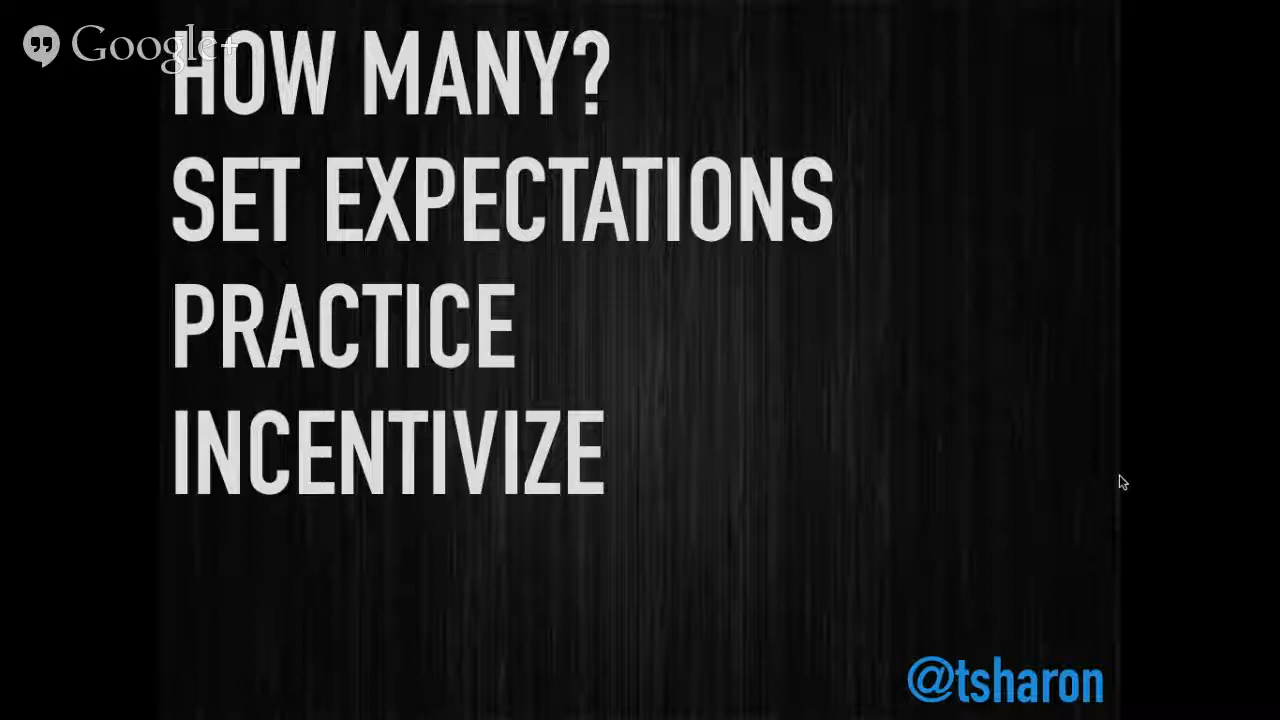 Google+
HOW MANY?
SET EXPECTATIONS
PRACTICE
INCENTIVIZE
@tsharon